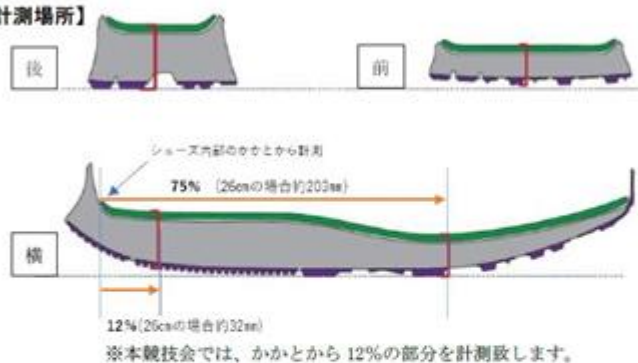 計測場所】
後
前
シューズ内部のかかとから計測
75% (26cmの場合約203mm)
横
12%(26cmの場合約32mm)
※本競技会では、かかとから 12%の部分を計測致します。